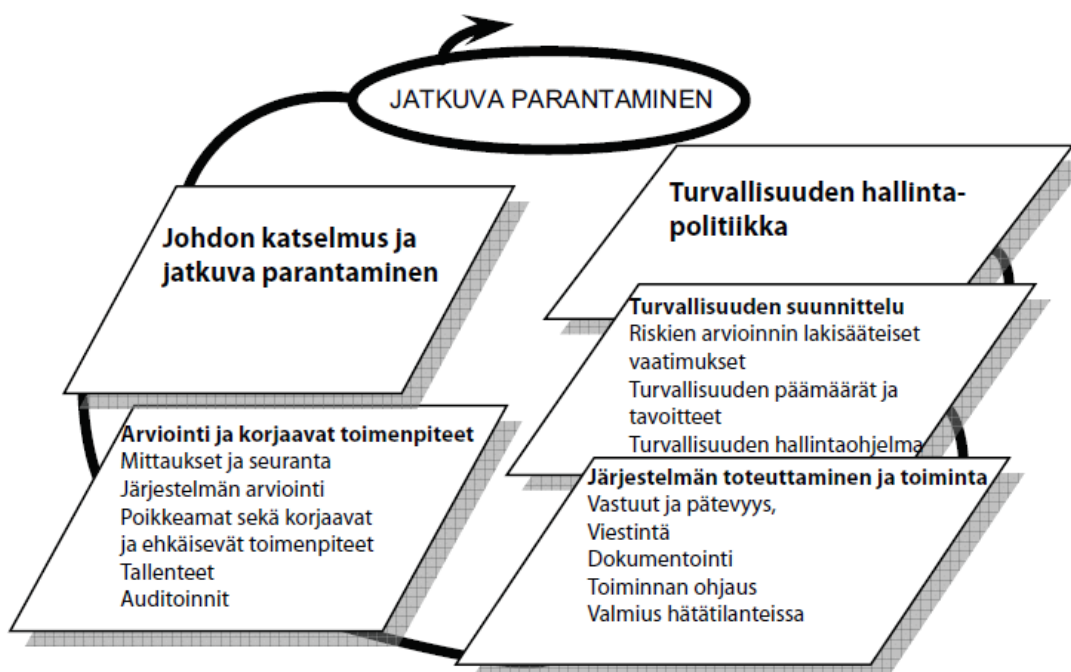 JATKUVA PARANTAMINEN
Turvallisuuden hallinta-
politiikka
Turvallisuuden suunnittelu
Riskien arvioinnin lakisääteiset
vaatimukset
Turvallisuuden päämäärät ja
tavoitteet
Turvallisuuden hallintaohjelma
Järjestelmän toteuttaminen ja toiminta
Vastuut ja pätevyys,
Viestintä
Dokumentointi
Toiminnan ohjaus
Valmius hätätilanteissa
Arviointi ja korjaavat toimenpiteet
Mittaukset ja seuranta
Järjestelmän arviointi
Poikkeamat sekä korjaavat
ja ehkäisevät toimenpiteet
Tallenteet
Auditoinnit
Johdon katselmus ja
jatkuva parantaminen